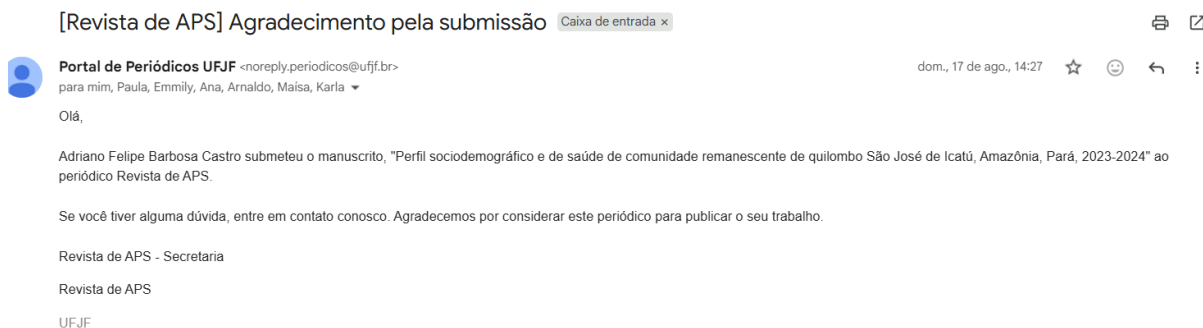 [Revista de APS] Agradecimento pela submissão Caixa de entrada ×
Portal de Periódicos UFJF <noreply.periodicos@ufjf.br> dom., 17 de ago., 14:27
para mim, Paula, Emmily, Ana, Arnaldo, Maísa, Karla
Olá,
Adriano Felipe Barbosa Castro submeteu o manuscrito, "Perfil sociodemográfico e de saúde de comunidade remanescente de quilombo São José de Icatú, Amazônia, Pará, 2023-2024" ao
periódico Revista de APS.
Se você tiver alguma dúvida, entre em contato conosco. Agradecemos por considerar este periódico para publicar o seu trabalho.
Revista de APS - Secretaria
Revista de APS
UFJF